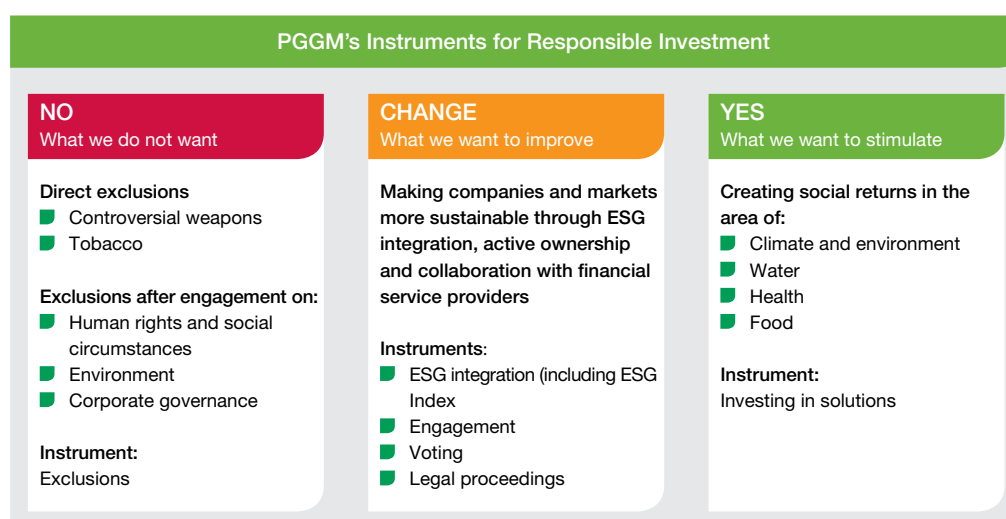 PGGM's Instruments for Responsible Investment
NO
What we do not want
Direct exclusions
Controversial weapons
Tobacco
Exclusions after engagement on:
Human rights and social
circumstances
Environment
Corporate governance
Instrument:
Exclusions
CHANGE
What we want to improve
Making companies and markets
more sustainable through ESG
integration, active ownership
and collaboration with financial
service providers
Instruments:
ESG integration (including ESG
Index
Engagement
Voting
Legal proceedings
YES
What we want to stimulate
Creating social returns in the
area of:
Climate and environment
Water
Health
Food
Instrument:
Investing in solutions